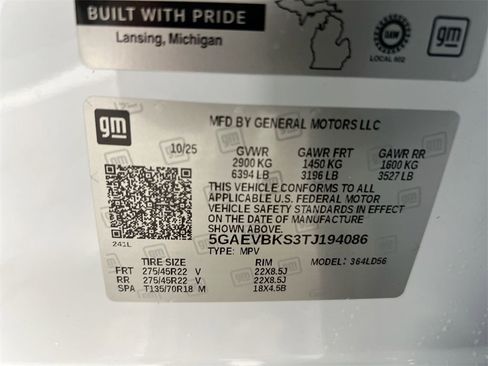 BUILT WITH PRIDE
Lansing, Michigan
UAW
LOCAL 602
gm
gm
MFD BY GENERAL MOTORS LLC
10/25 GVWR GAWR FRT GAWR RR
2900 KG 1450 KG 1600 KG
6394 LB 3196 LB 3527 LB
THIS VEHICLE CONFORMS TO ALL
APPLICABLE U.S. FEDERAL MOTOR
VEHICLE SAFETY STANDARDS IN EFFECT
ON THE DATE OF MANUFACTURE SHOWN ABOVE.
5GAEVBKS3TJ194086
241L TYPE: MPV
TIRE SIZE RIM MODEL: 364LD56
FRT 275/45R22 V 22X8.5J
RR 275/45R22 V 22X8.5J
SPA T135/70R18 M 18X4.5B